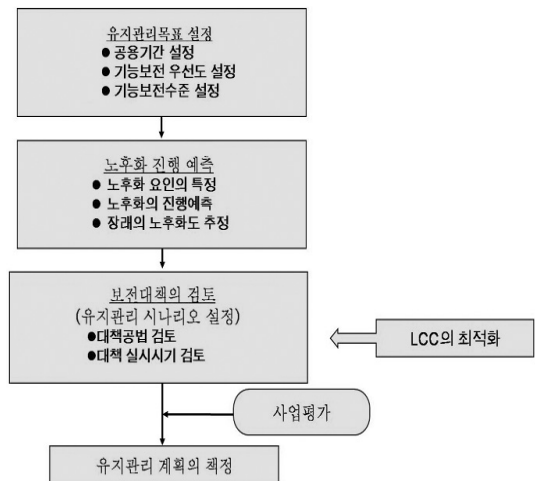 유지관리목표 설정
● 공용기간 설정
● 기능보전 우선도 설정
● 기능보전수준 설정
노후화 진행 예측
● 노후화 요인의 특정
● 노후화의 진행예측
● 장래의 노후화도 추정
보전대책의 검토
(유지관리 시나리오 설정)
●대책공법 검토
●대책 실시시기 검토
LCC의 최적화
사업평가
유지관리 계획의 책정